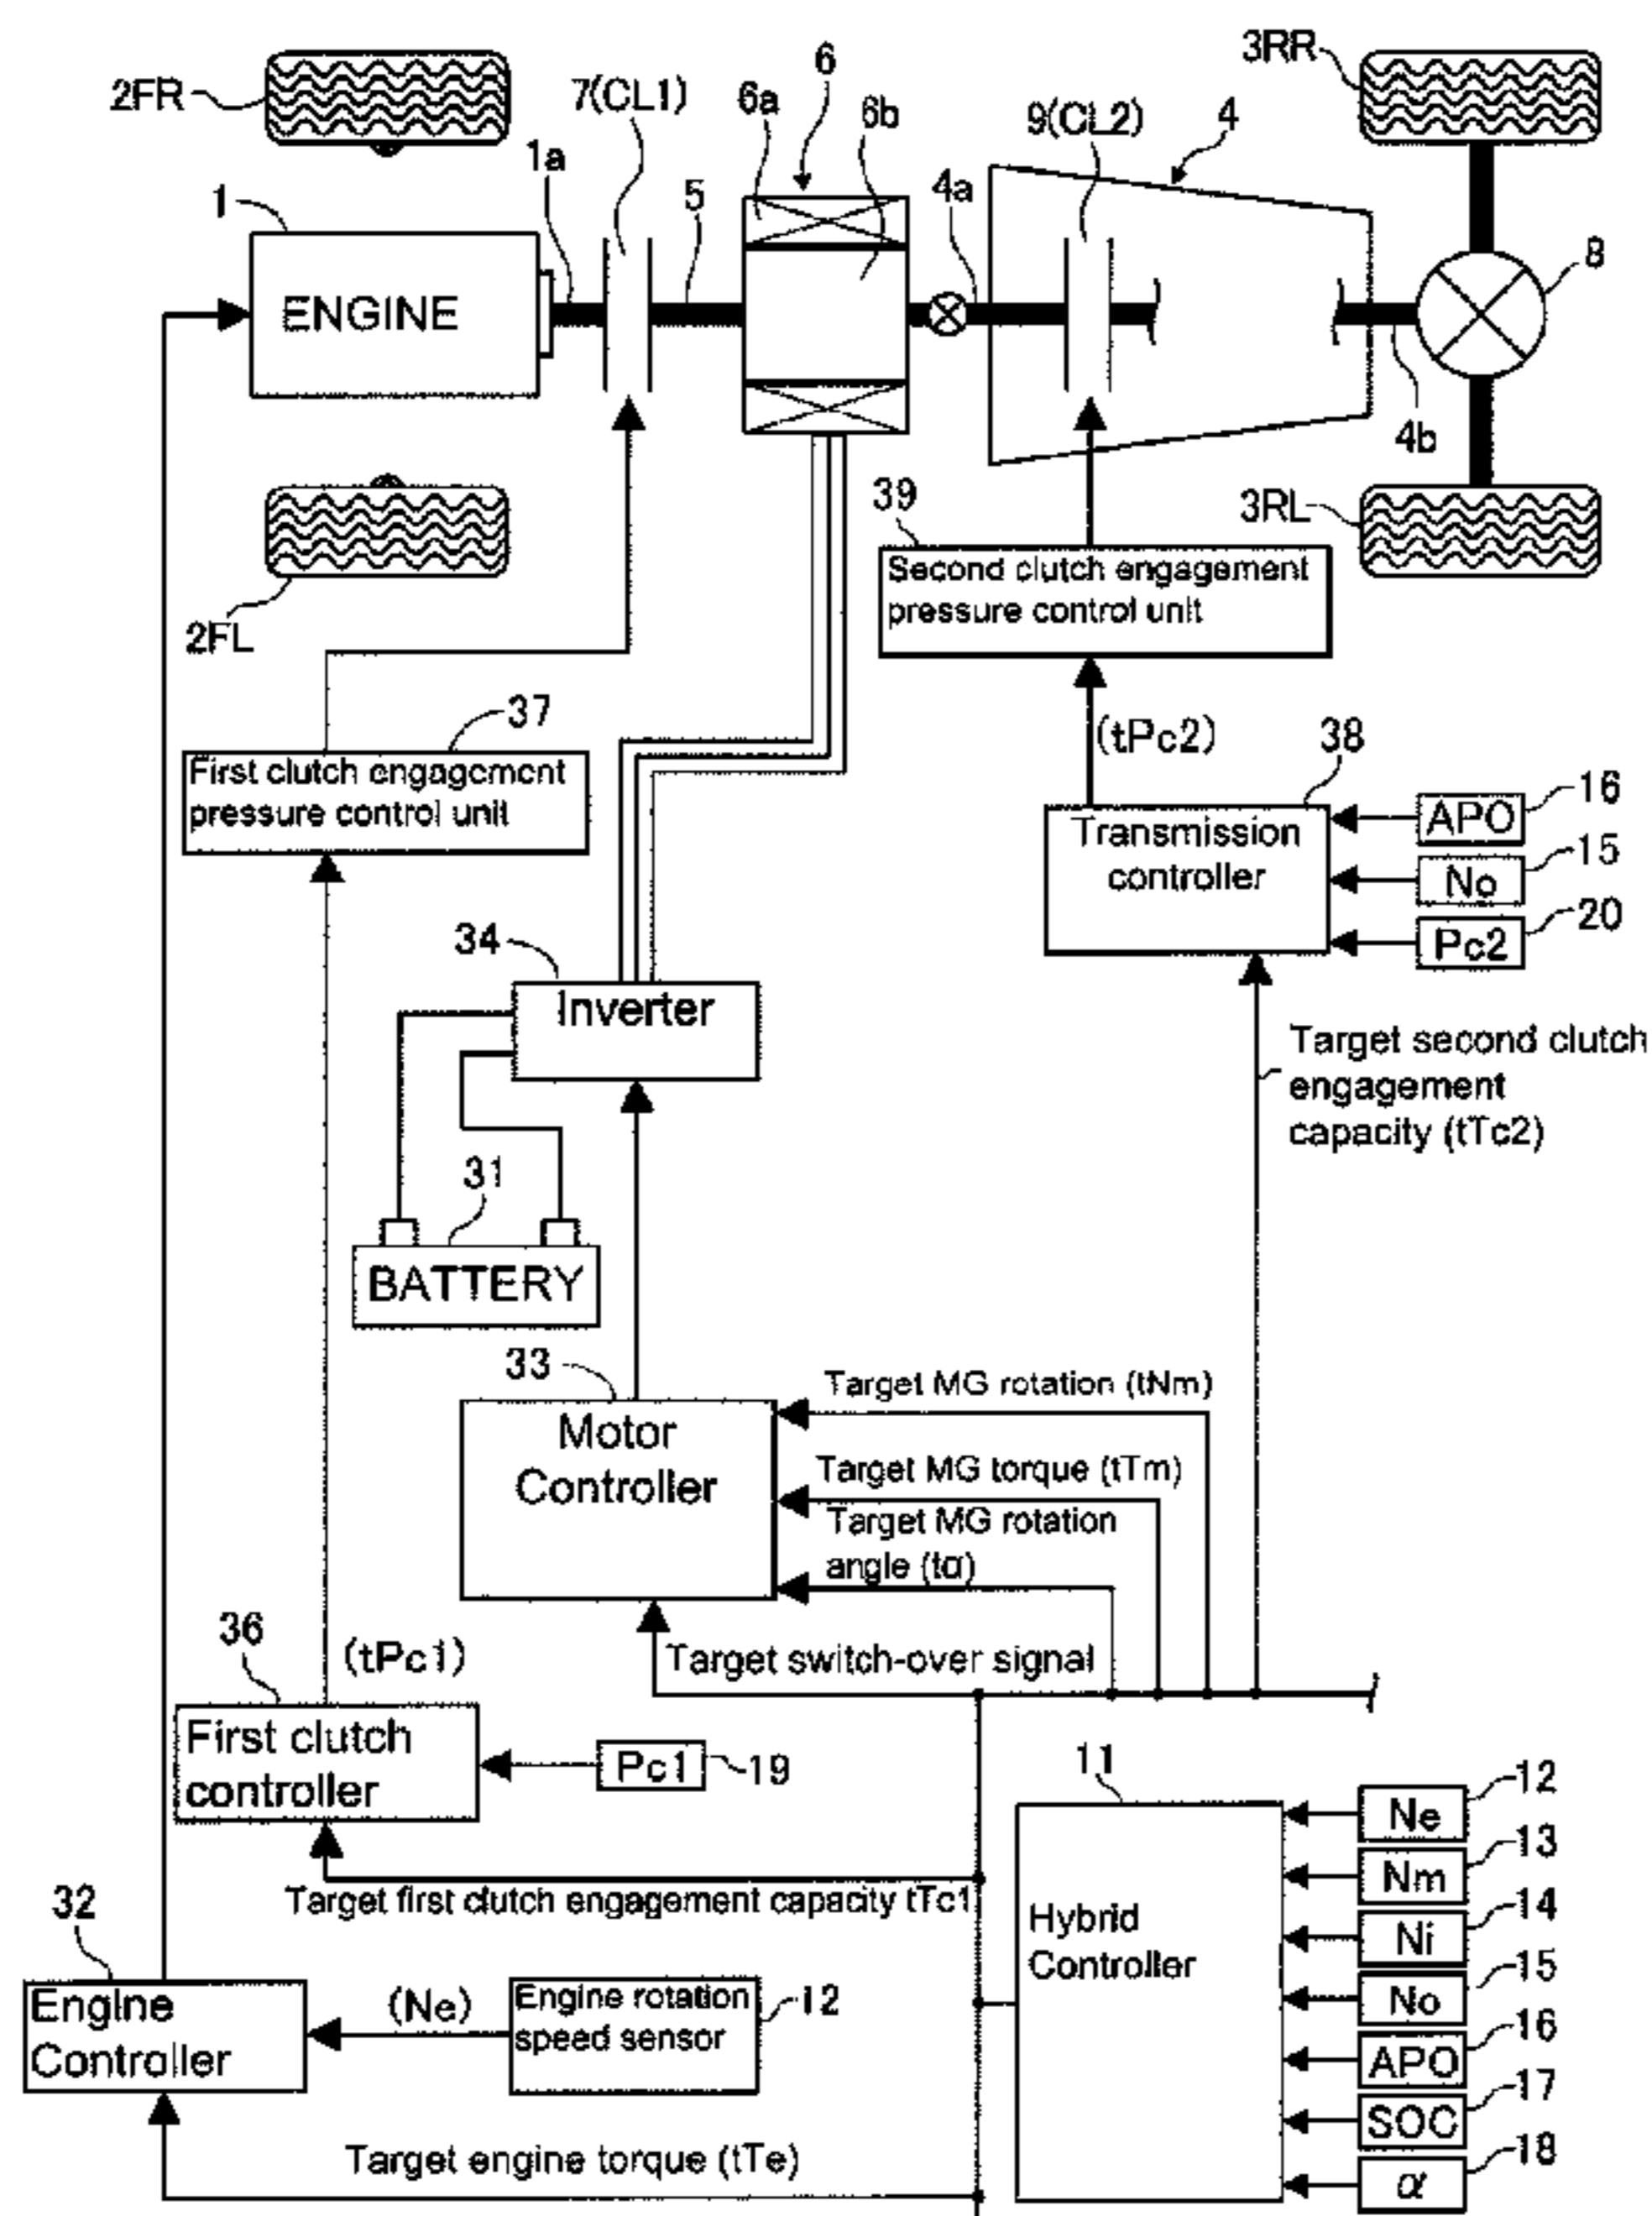 2FR
7(CL1)
6a
6
6b
9(CL2)
4
3RR
1
1a
5
4a
8
ENGINE
4b
2FL
39
3RL
Second clutch engagement
pressure control unit
37
(tPc2)
38
First clutch engagement
pressure control unit
Transmission
controller
APO
16
No
15
Pc2
20
34
Inverter
Target second clutch
engagement
capacity (tTc2)
31
BATTERY
33
Motor
Controller
Target MG rotation (tNm)
Target MG torque (tTm)
Target MG rotation
angle (tα)
Target switch-over signal
36
(tPc1)
First clutch
controller
Pc1
19
11
Hybrid
Controller
Ne
12
Nm
13
Ni
14
No
15
APO
16
SOC
17
α
18
Target first clutch engagement capacity tTc1
32
Engine
Controller
(Ne)
Engine rotation
speed sensor
12
Target engine torque (tTe)